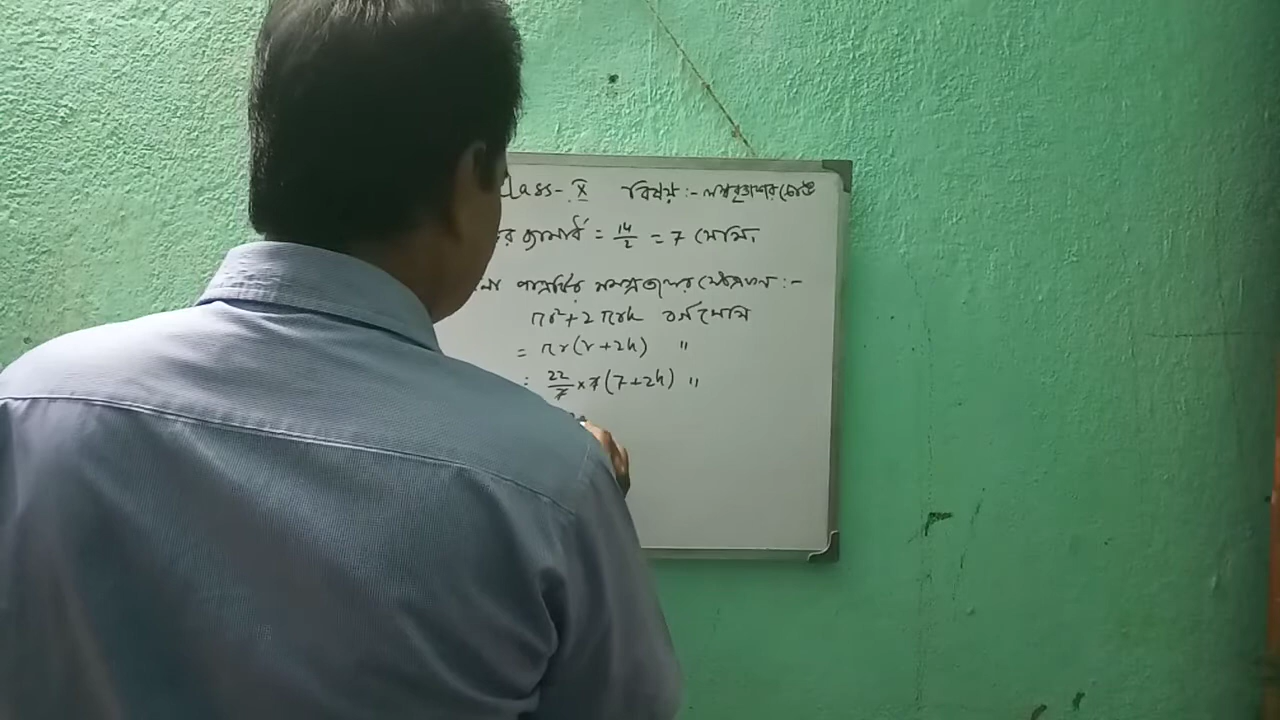 Class - X বিষয় :- লম্ববৃত্তাকার চোঙ
ব্যাসার্ধ = 14/2 = 7 সেমি.
পাত্রটির সমগ্রতলের ক্ষেত্রফল :-
πr²+2πrh বর্গসেমি
= πr(r+2h) "
= 22/7 × 7 (7+2h) "